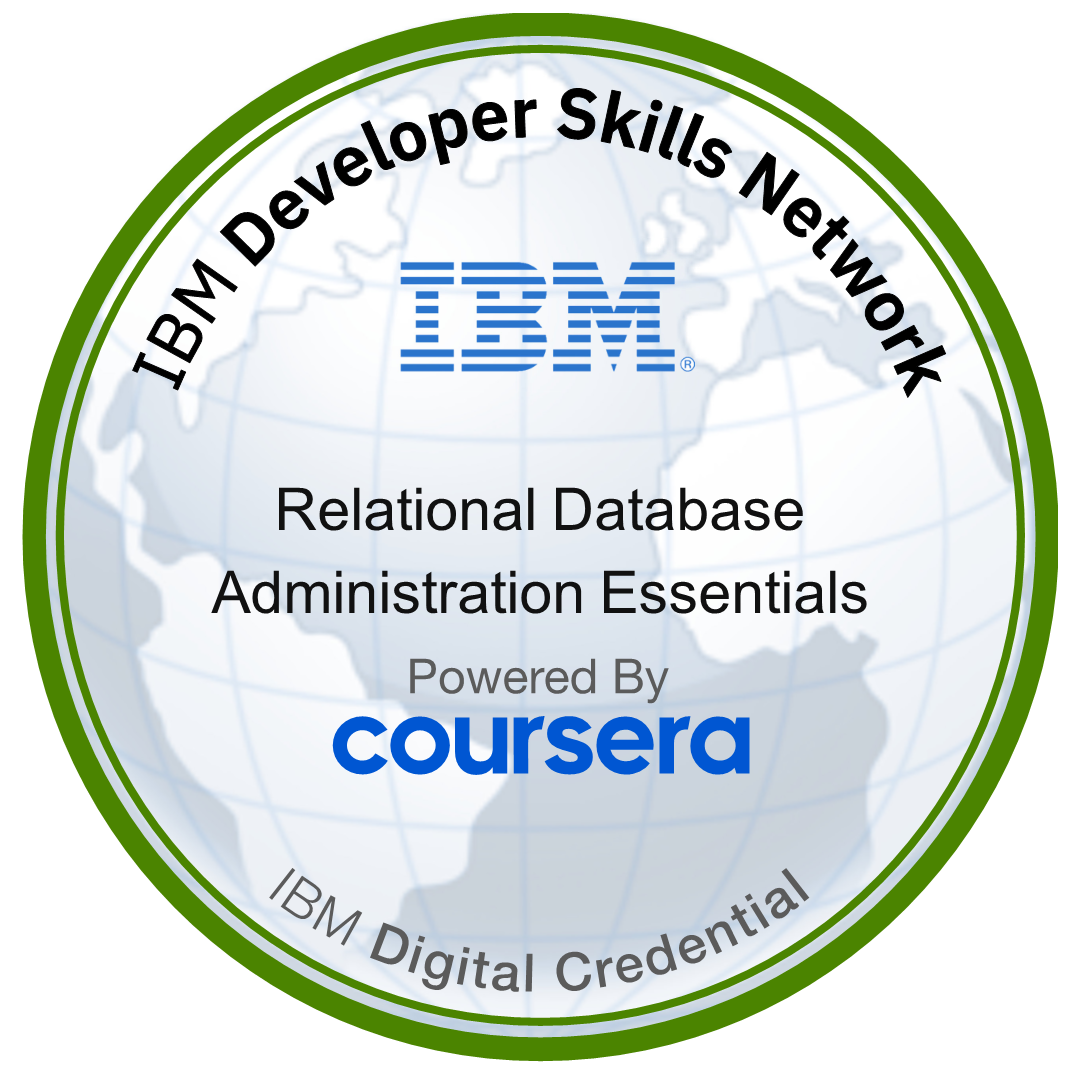 IBM Developer Skills Network
IBM®
Relational Database
Administration Essentials
Powered By
coursera
IBM Digital Credential